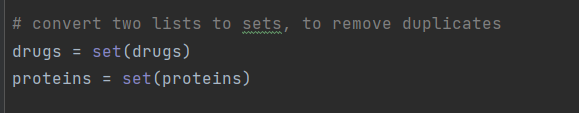 # convert two lists to sets, to remove duplicates
drugs = set(drugs)
proteins = set(proteins)